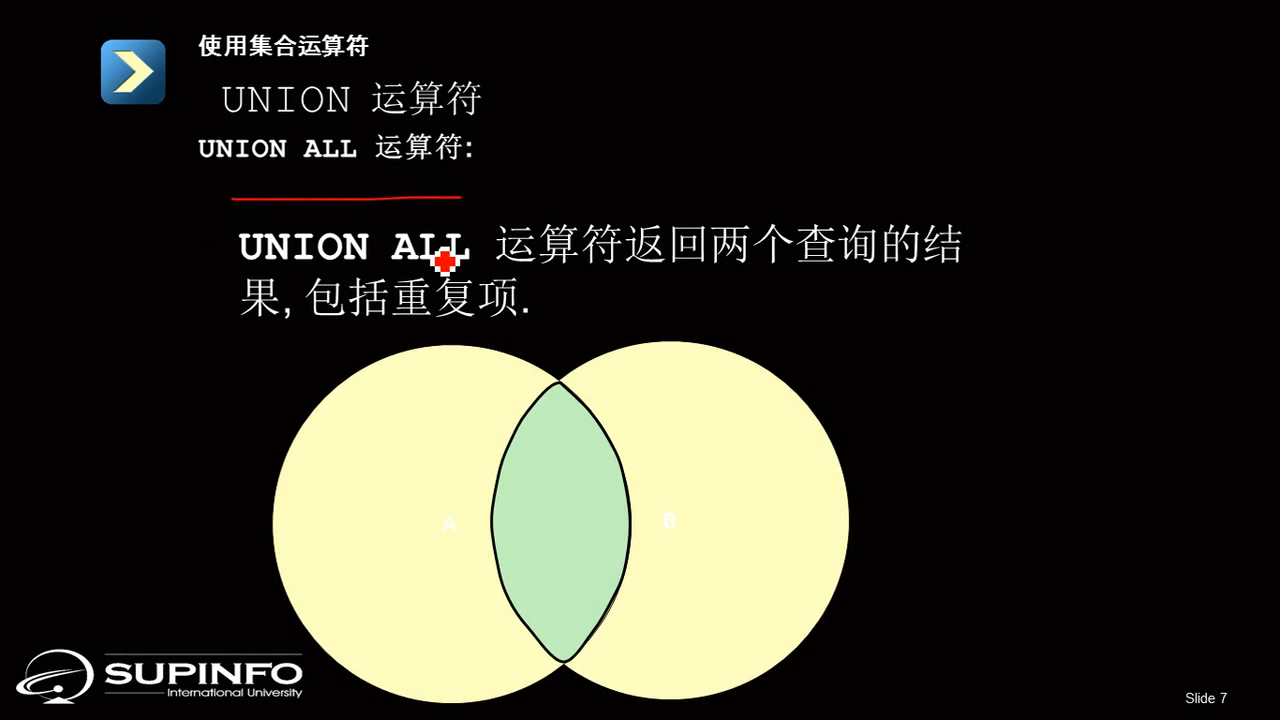 使用集合运算符
UNION 运算符
UNION ALL 运算符:
UNION ALL 运算符返回两个查询的结
果, 包括重复项.
A
B
SUPINFO
International University
Slide 7